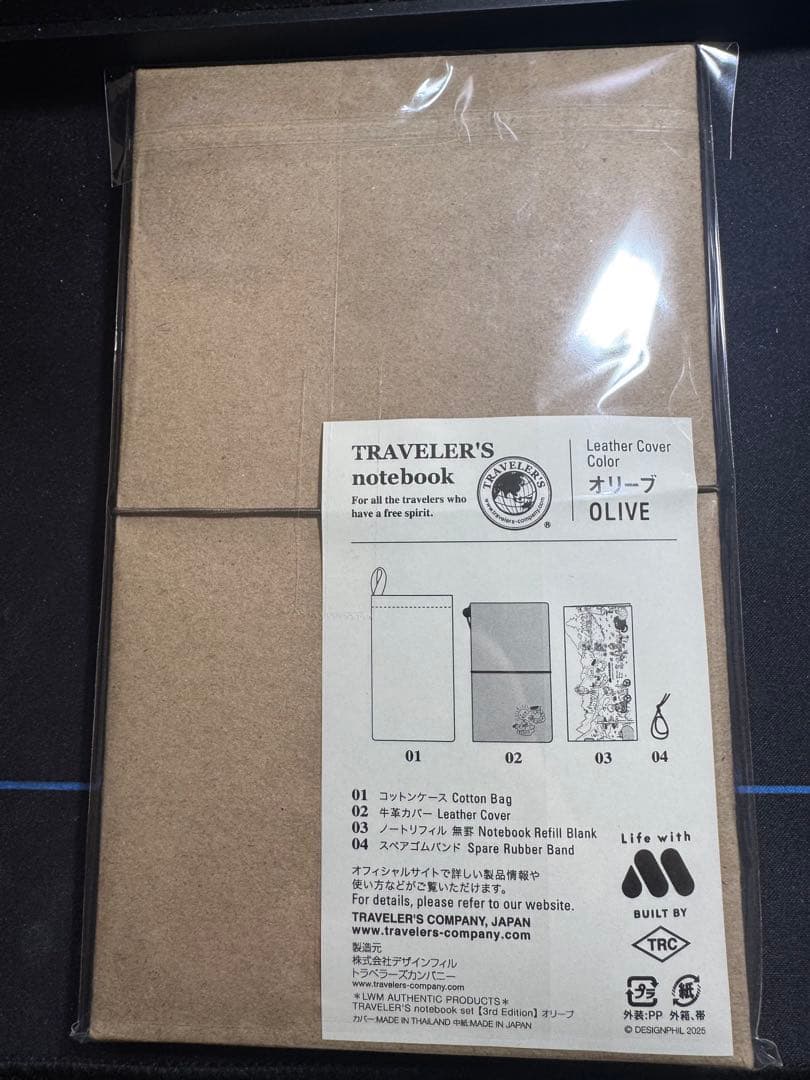 TRAVELER'S
notebook
For all the travelers who
have a free spirit.
TRAVELER'S
www.travelers-company.com
®
Leather Cover
Color
オリーブ
OLIVE
01
02
03
04
01 コットンケース Cotton Bag
02 牛革カバー Leather Cover
03 ノートリフィル 無罫 Notebook Refill Blank
04 スペアゴムバンド Spare Rubber Band
オフィシャルサイトで詳しい製品情報や
使い方などがご覧いただけます。
For details, please refer to our website.
TRAVELER'S COMPANY, JAPAN
www.travelers-company.com
製造元
株式会社デザインフィル
トラベラーズカンパニー
www.travelers-company.com
＊LWM AUTHENTIC PRODUCTS＊
TRAVELER'S notebook set【3rd Edition】オリーブ
カバー:MADE IN THAILAND 中紙:MADE IN JAPAN
Life with
BUILT BY
TRC
プラ 紙
外装:PP 外箱、帯
© DESIGNPHIL 2025